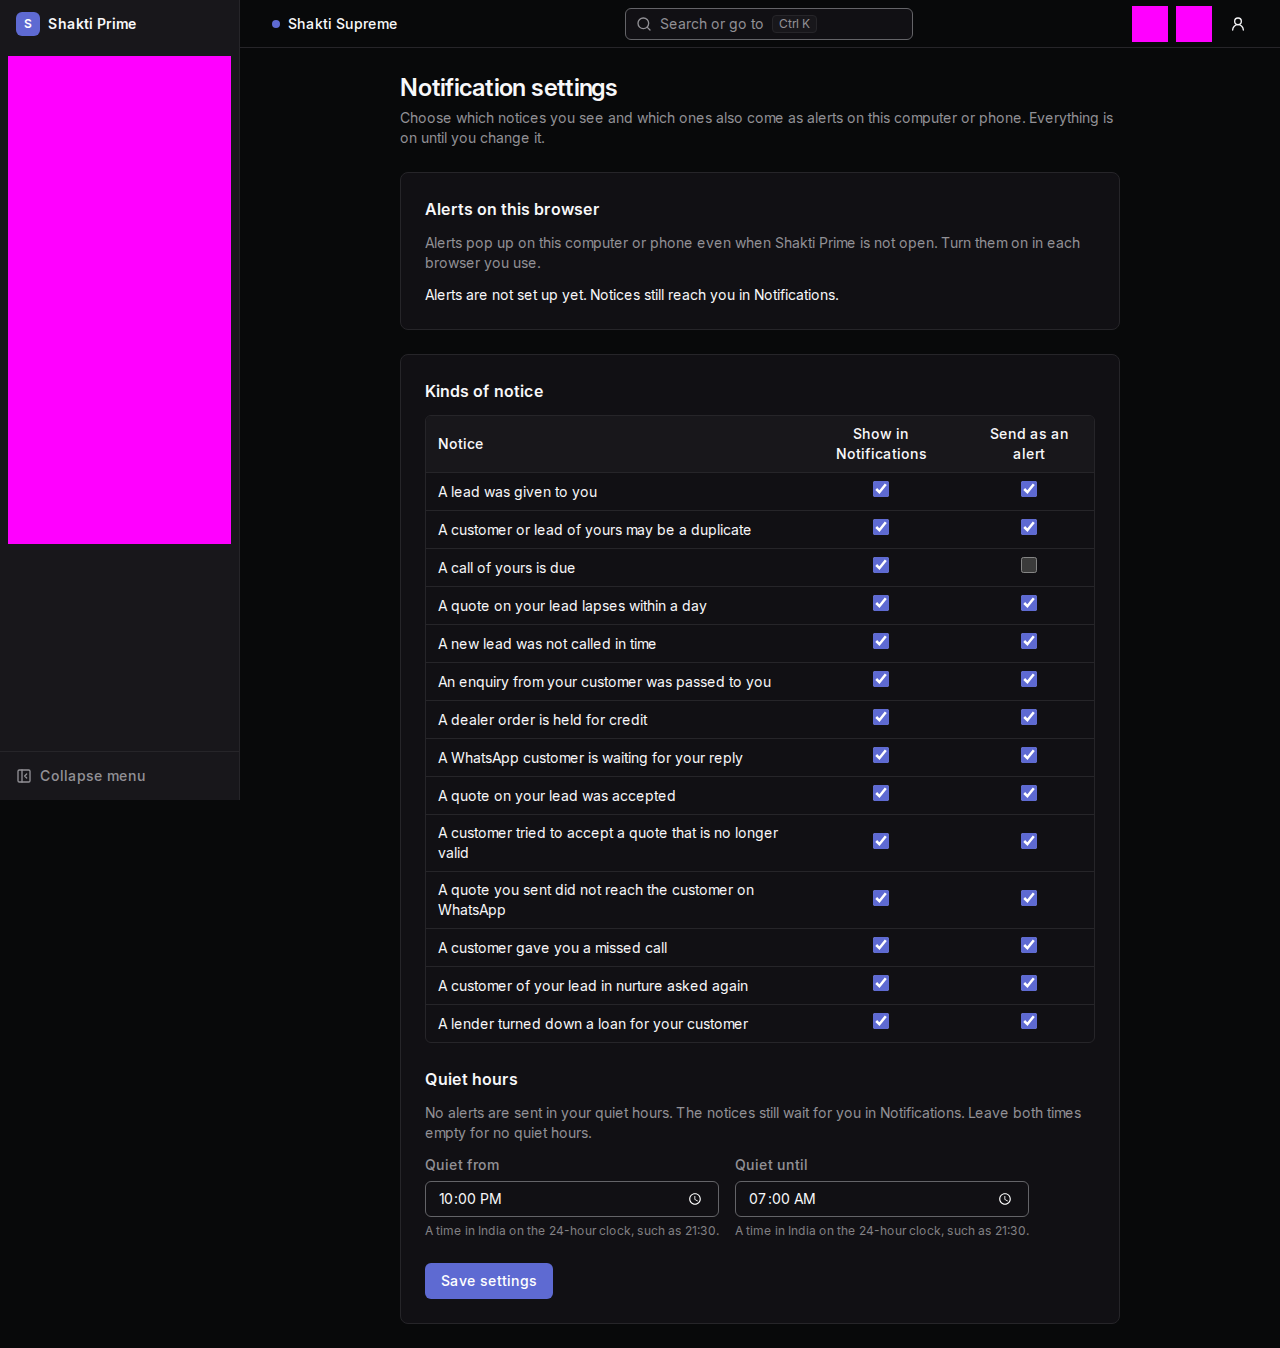 S Shakti Prime
Shakti Supreme
Search or go to Ctrl K
Notification settings
Choose which notices you see and which ones also come as alerts on this computer or phone. Everything is
on until you change it.
Alerts on this browser
Alerts pop up on this computer or phone even when Shakti Prime is not open. Turn them on in each
browser you use.
Alerts are not set up yet. Notices still reach you in Notifications.
Kinds of notice
Notice
Show in
Notifications
Send as an
alert
A lead was given to you
A customer or lead of yours may be a duplicate
A call of yours is due
A quote on your lead lapses within a day
A new lead was not called in time
An enquiry from your customer was passed to you
A dealer order is held for credit
A WhatsApp customer is waiting for your reply
A quote on your lead was accepted
A customer tried to accept a quote that is no longer
valid
A quote you sent did not reach the customer on
WhatsApp
A customer gave you a missed call
A customer of your lead in nurture asked again
A lender turned down a loan for your customer
Quiet hours
No alerts are sent in your quiet hours. The notices still wait for you in Notifications. Leave both times
empty for no quiet hours.
Quiet from
10:00 PM
A time in India on the 24-hour clock, such as 21:30.
Quiet until
07:00 AM
A time in India on the 24-hour clock, such as 21:30.
Save settings
Collapse menu